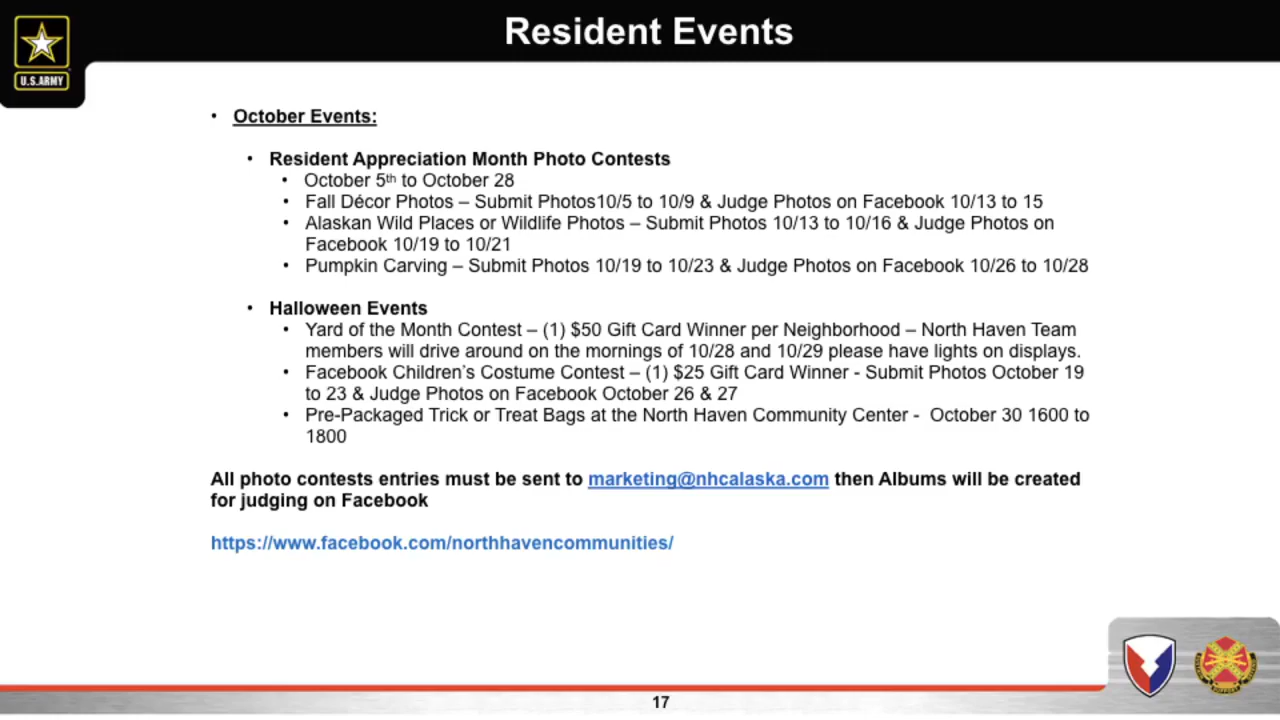 Resident Events
U.S.ARMY
• October Events:
• Resident Appreciation Month Photo Contests
• October 5th to October 28
• Fall Décor Photos – Submit Photos10/5 to 10/9 & Judge Photos on Facebook 10/13 to 15
• Alaskan Wild Places or Wildlife Photos – Submit Photos 10/13 to 10/16 & Judge Photos on
Facebook 10/19 to 10/21
• Pumpkin Carving – Submit Photos 10/19 to 10/23 & Judge Photos on Facebook 10/26 to 10/28
• Halloween Events
• Yard of the Month Contest – (1) $50 Gift Card Winner per Neighborhood – North Haven Team
members will drive around on the mornings of 10/28 and 10/29 please have lights on displays.
• Facebook Children’s Costume Contest – (1) $25 Gift Card Winner - Submit Photos October 19
to 23 & Judge Photos on Facebook October 26 & 27
• Pre-Packaged Trick or Treat Bags at the North Haven Community Center - October 30 1600 to
1800
All photo contests entries must be sent to marketing@nhcalaska.com then Albums will be created
for judging on Facebook
https://www.facebook.com/northhavencommunities/
17